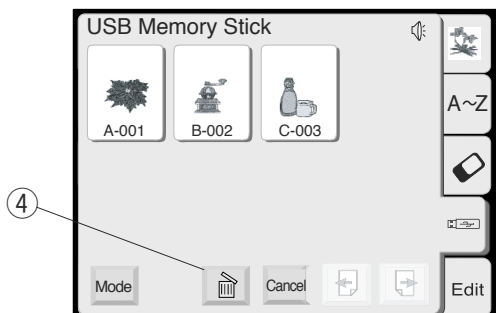 USB Memory Stick
A-001 B-002 C-003
A~Z
④
Mode Cancel Edit